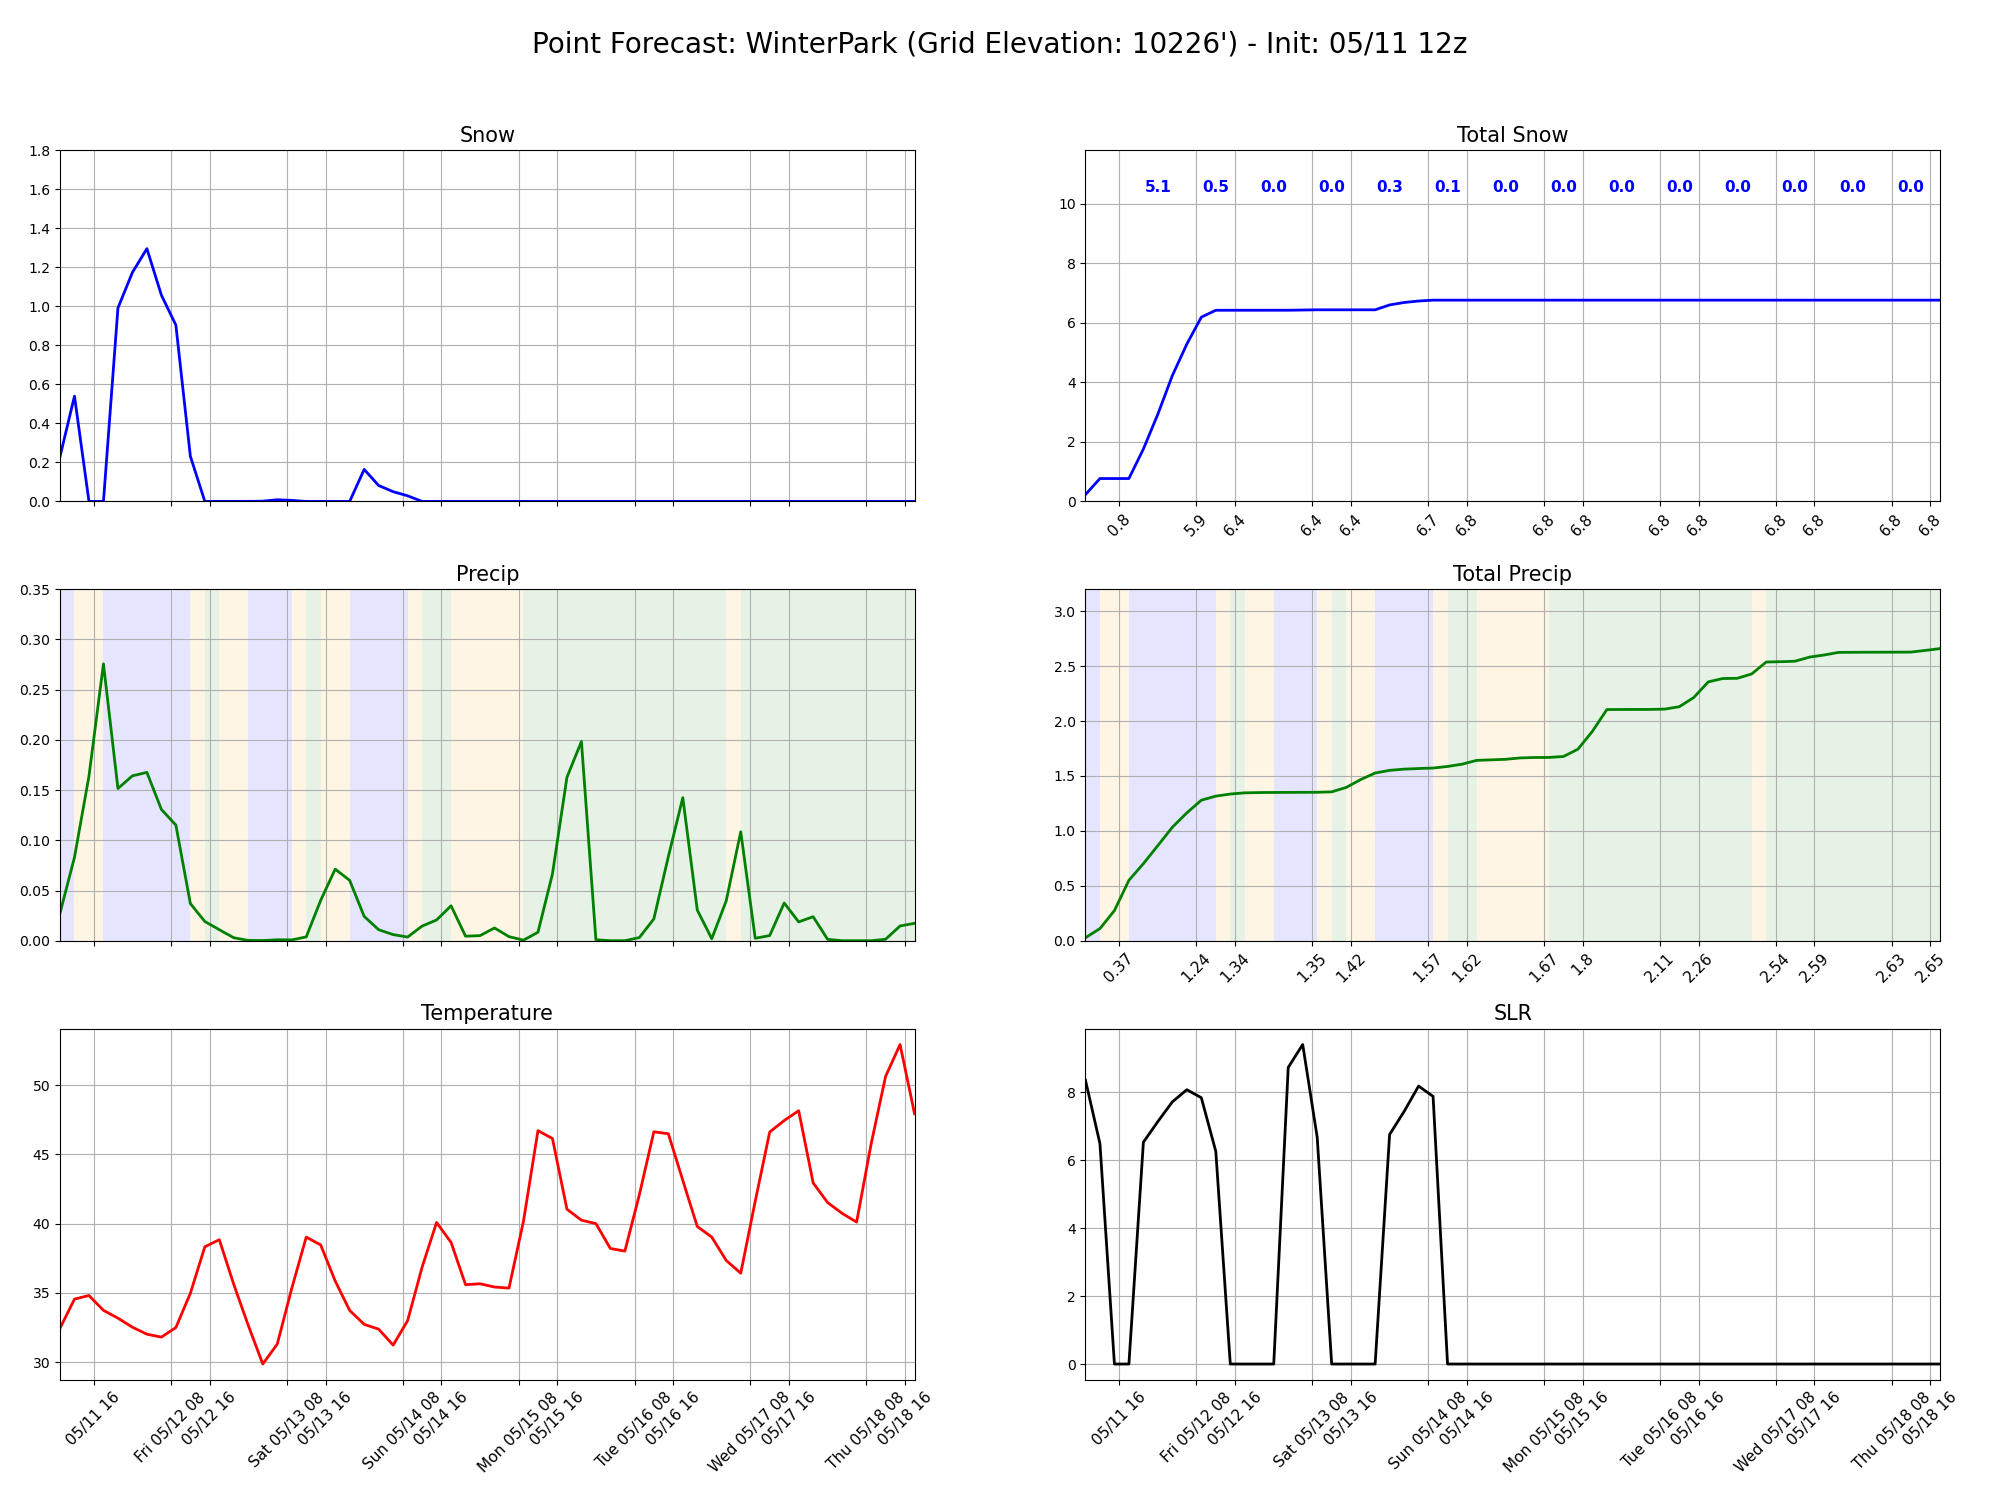 Point Forecast: WinterPark (Grid Elevation: 10226') - Init: 05/11 12z
Snow
1.8
1.6
1.4
1.2
1.0
0.8
0.6
0.4
0.2
0.0
Total Snow
5.1 0.5 0.0 0.0 0.3 0.1 0.0 0.0 0.0 0.0 0.0 0.0 0.0 0.0
10
8
6
4
2
0
0.8 5.9 6.4 6.4 6.4 6.7 6.8 6.8 6.8 6.8 6.8 6.8 6.8 6.8 6.8
Precip
0.35
0.30
0.25
0.20
0.15
0.10
0.05
0.00
Total Precip
3.0
2.5
2.0
1.5
1.0
0.5
0.0
0.37 1.24 1.34 1.35 1.42 1.57 1.62 1.67 1.8 2.11 2.26 2.54 2.59 2.63 2.65
Temperature
50
45
40
35
30
05/11 16
Fri 05/12 08
05/12 16
Sat 05/13 08
05/13 16
Sun 05/14 08
05/14 16
Mon 05/15 08
05/15 16
Tue 05/16 08
05/16 16
Wed 05/17 08
05/17 16
Thu 05/18 08
05/18 16
SLR
8
6
4
2
0
05/11 16
Fri 05/12 08
05/12 16
Sat 05/13 08
05/13 16
Sun 05/14 08
05/14 16
Mon 05/15 08
05/15 16
Tue 05/16 08
05/16 16
Wed 05/17 08
05/17 16
Thu 05/18 08
05/18 16